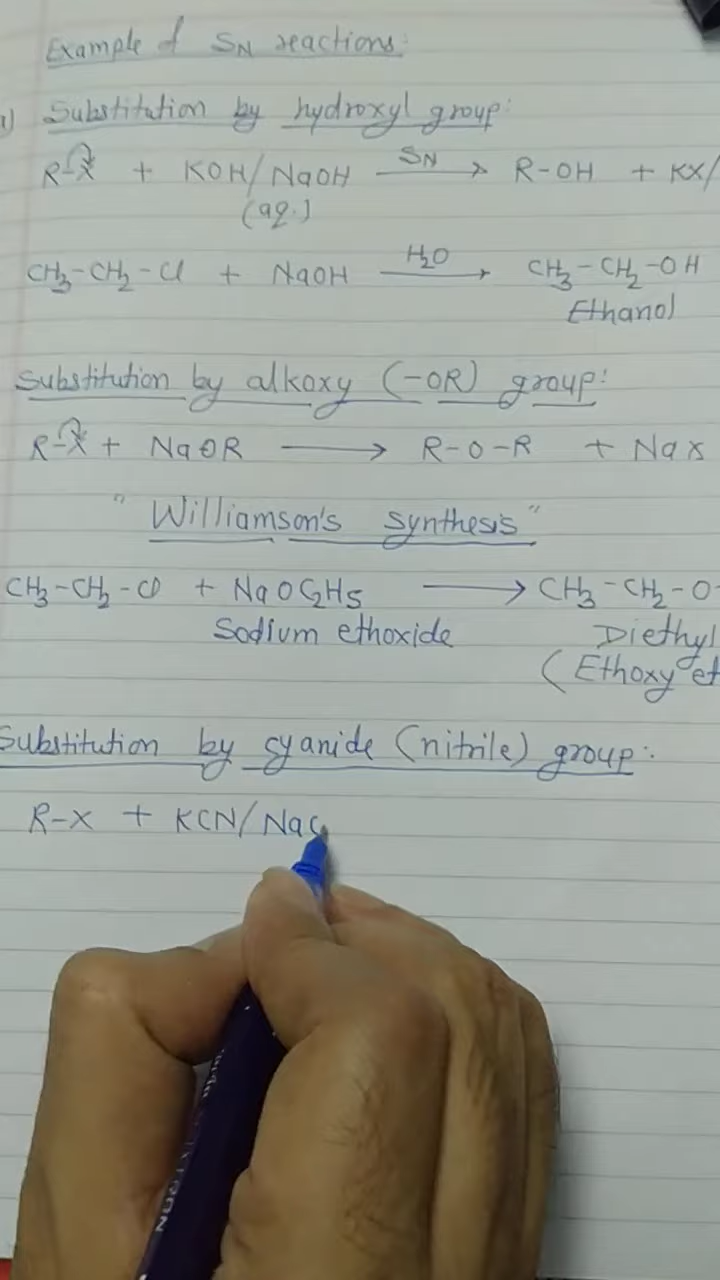 Example of SN reactions:
1) Substitution by hydroxyl group:
R-X + KOH/NaOH SN → R-OH + KX/
(aq.)
CH3-CH2-Cl + NaOH H2O → CH3-CH2-OH
Ethanol
Substitution by alkoxy (-OR) group:
R-X + NaOR → R-O-R + Nax
"Williamson's synthesis"
CH3-CH2-Cl + NaOC2H5 → CH3-CH2-O-
Sodium ethoxide Diethyl
(Ethoxy et
Substitution by cyanide (nitrile) group:
R-X + KCN/NaC